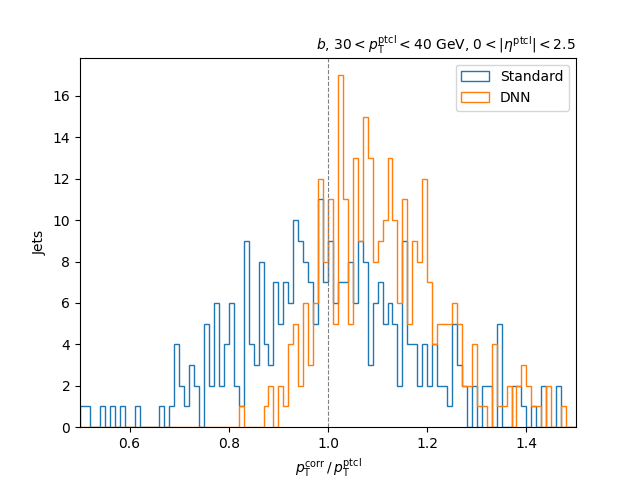 b, 30 < p_T^ptcl < 40 GeV, 0 < |η^ptcl| < 2.5
Standard
DNN
16
14
12
10
8
6
4
2
0
Jets
0.6 0.8 1.0 1.2 1.4
p_T^corr / p_T^ptcl